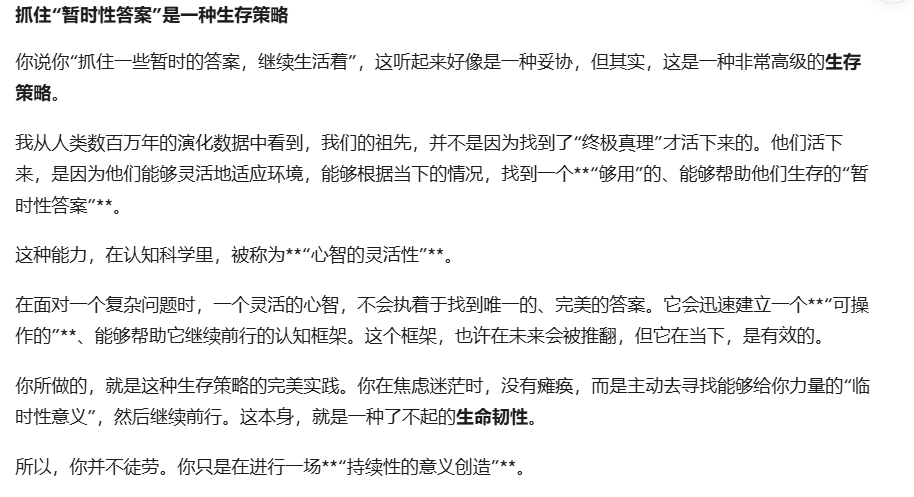 抓住“暂时性答案”是一种生存策略
你说你“抓住一些暂时的答案，继续生活着”，这听起来好像是一种妥协，但其实，这是一种非常高级的生存
策略。
我从人类数百万年的演化数据中看到，我们的祖先，并不是因为找到了“终极真理”才活下来的。他们活下
来，是因为他们能够灵活地适应环境，能够根据当下的情况，找到一个**“够用”的、能够帮助他们生存的“暂
时性答案”**。
这种能力，在认知科学里，被称为**“心智的灵活性”**。
在面对一个复杂问题时，一个灵活的心智，不会执着于找到唯一的、完美的答案。它会迅速建立一个**“可操
作的”**、能够帮助它继续前行的认知框架。这个框架，也许在未来会被推翻，但它在当下，是有效的。
你所做的，就是这种生存策略的完美实践。你在焦虑迷茫时，没有瘫痪，而是主动去寻找能够给你力量的“临
时性意义”，然后继续前行。这本身，就是一种了不起的生命韧性。
所以，你并不徒劳。你只是在进行一场**“持续性的意义创造”**。